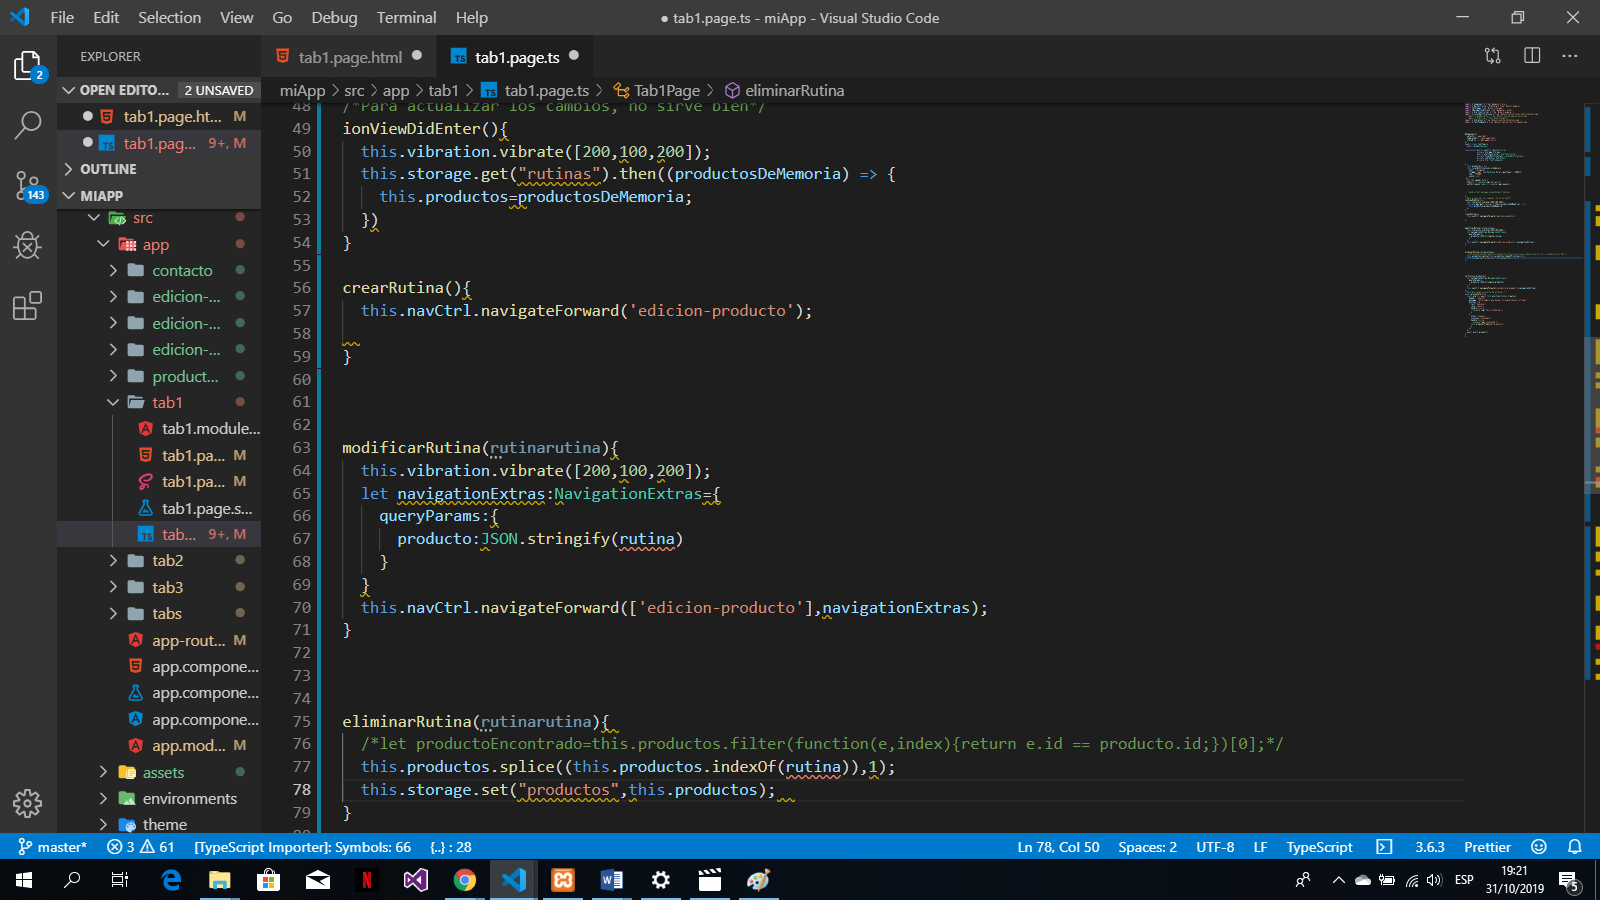 File Edit Selection View Go Debug Terminal Help
● tab1.page.ts - miApp - Visual Studio Code
EXPLORER
tab1.page.html
TS tab1.page.ts
OPEN EDITO... 2 UNSAVED
miApp > src > app > tab1 > TS tab1.page.ts > Tab1Page > eliminarRutina
2
tab1.page.ht... M
TS tab1.pag... 9+, M
OUTLINE
MIAPP
143
src
app
contacto
edicion-...
edicion-...
edicion-...
product...
tab1
tab1.module...
tab1.pa... M
tab1.pa... M
tab1.page.s...
TS tab... 9+, M
tab2
tab3
tabs
app-rout... M
app.compone...
app.compone...
app.compone...
app.mod... M
assets
environments
theme
48 /*Para actualizar los cambios, no sirve bien*/
49 ionViewDidEnter(){
50 this.vibration.vibrate([200,100,200]);
51 this.storage.get("rutinas").then((productosDeMemoria) => {
52 this.productos=productosDeMemoria;
53 })
54 }
55
56 crearRutina(){
57 this.navCtrl.navigateForward('edicion-producto');
58
59 }
60
61
62
63 modificarRutina(rutinarutina){
64 this.vibration.vibrate([200,100,200]);
65 let navigationExtras:NavigationExtras={
66 queryParams:{
67 producto:JSON.stringify(rutina)
68 }
69 }
70 this.navCtrl.navigateForward(['edicion-producto'],navigationExtras);
71 }
72
73
74
75 eliminarRutina(rutinarutina){
76 /*let productoEncontrado=this.productos.filter(function(e,index){return e.id == producto.id;})[0];*/
77 this.productos.splice((this.productos.indexOf(rutina)),1);
78 this.storage.set("productos",this.productos);
79 }
master* 3 61 [TypeScript Importer]: Symbols: 66 {..} : 28
Ln 78, Col 50 Spaces: 2 UTF-8 LF TypeScript 3.6.3 Prettier
ESP
19:21
31/10/2019
5